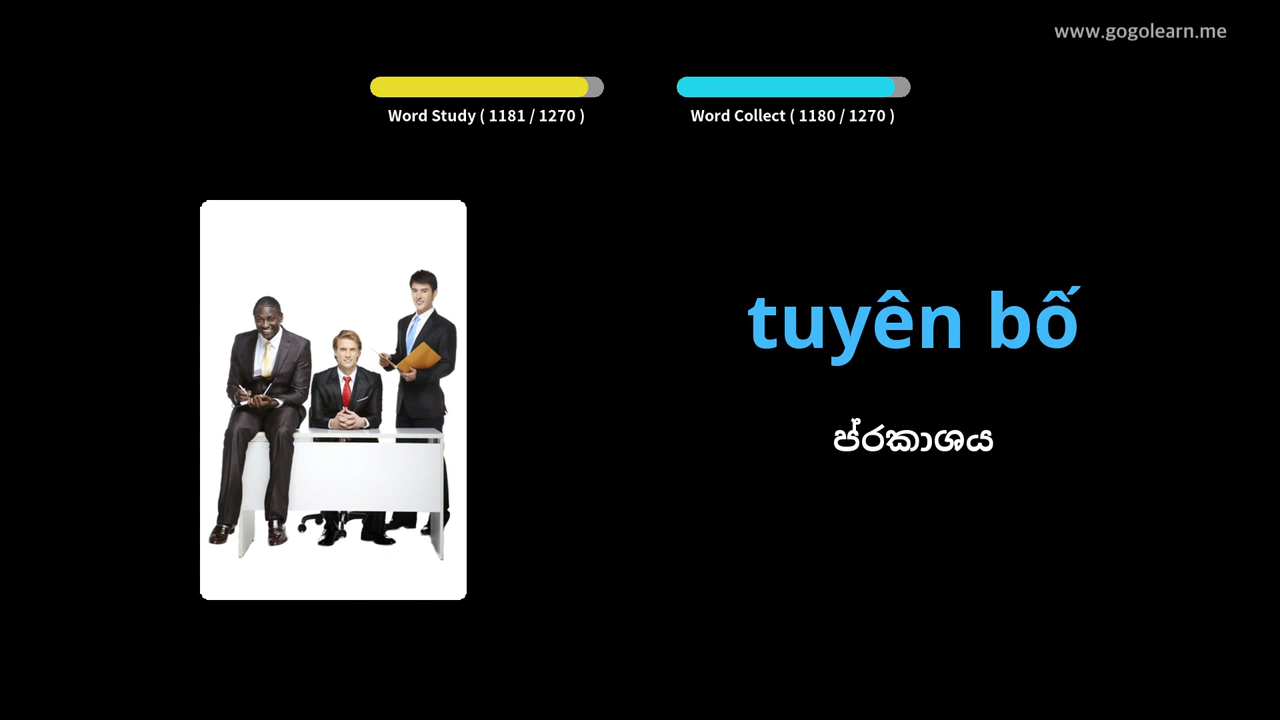 www.gogolearn.me
Word Study ( 1181 / 1270 )
Word Collect ( 1180 / 1270 )
tuyên bố
ප්රකාශය